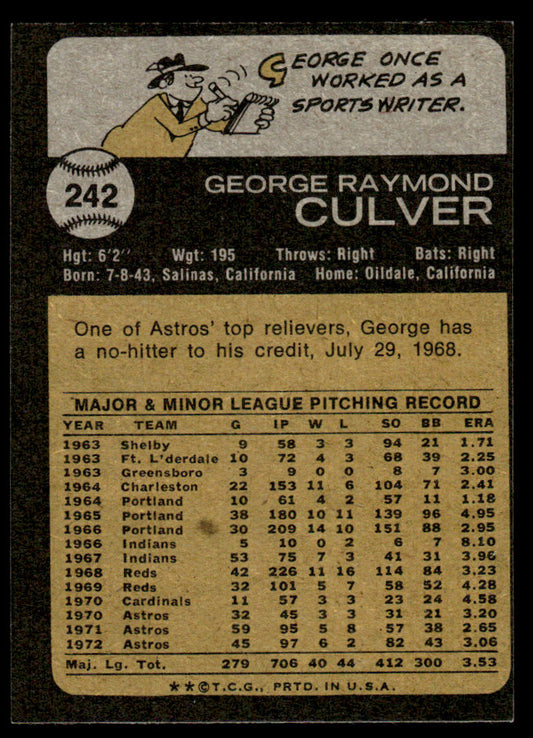 GEORGE ONCE
WORKED AS A
SPORTS WRITER.
242
GEORGE RAYMOND
CULVER
Hgt: 6'2" Wgt: 195 Throws: Right Bats: Right
Born: 7-8-43, Salinas, California Home: Oildale, California
One of Astros' top relievers, George has
a no-hitter to his credit, July 29, 1968.
MAJOR & MINOR LEAGUE PITCHING RECORD
YEAR TEAM G IP W L SO BB ERA
1963 Shelby 9 58 3 3 94 21 1.71
1963 Ft. L'derdale 10 72 4 3 68 39 2.25
1963 Greensboro 3 9 0 0 8 7 3.00
1964 Charleston 22 153 11 6 104 71 2.41
1964 Portland 10 61 4 2 57 11 1.18
1965 Portland 38 180 10 11 139 96 4.95
1966 Portland 30 209 14 10 151 88 2.95
1966 Indians 5 10 0 2 6 7 8.10
1967 Indians 53 75 7 3 41 31 3.96
1968 Reds 42 226 11 16 114 84 3.23
1969 Reds 32 101 5 7 58 52 4.28
1970 Cardinals 11 57 3 3 23 24 4.58
1970 Astros 32 45 3 3 31 21 3.20
1971 Astros 59 95 5 8 57 38 2.65
1972 Astros 45 97 6 2 82 43 3.06
Maj. Lg. Tot. 279 706 40 44 412 300 3.53
**©T.C.G., PRTD. IN U.S.A.